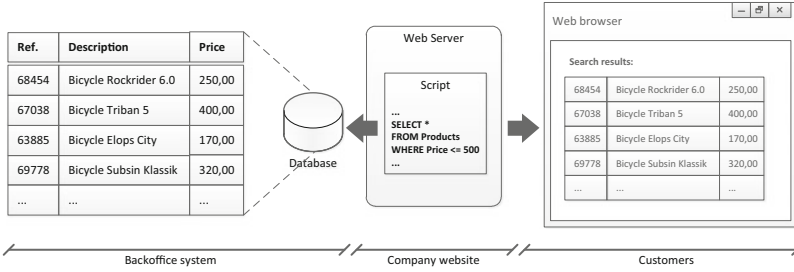 Ref. Description Price
68454 Bicycle Rockrider 6.0 250,00
67038 Bicycle Triban 5 400,00
63885 Bicycle Elops City 170,00
69778 Bicycle Subsin Klassik 320,00
... ... ...
Database
Web Server
Script
...
SELECT *
FROM Products
WHERE Price <= 500
...
Web browser
Search results:
68454 Bicycle Rockrider 6.0 250,00
67038 Bicycle Triban 5 400,00
63885 Bicycle Elops City 170,00
69778 Bicycle Subsin Klassik 320,00
... ... ...
Backoffice system
Company website
Customers